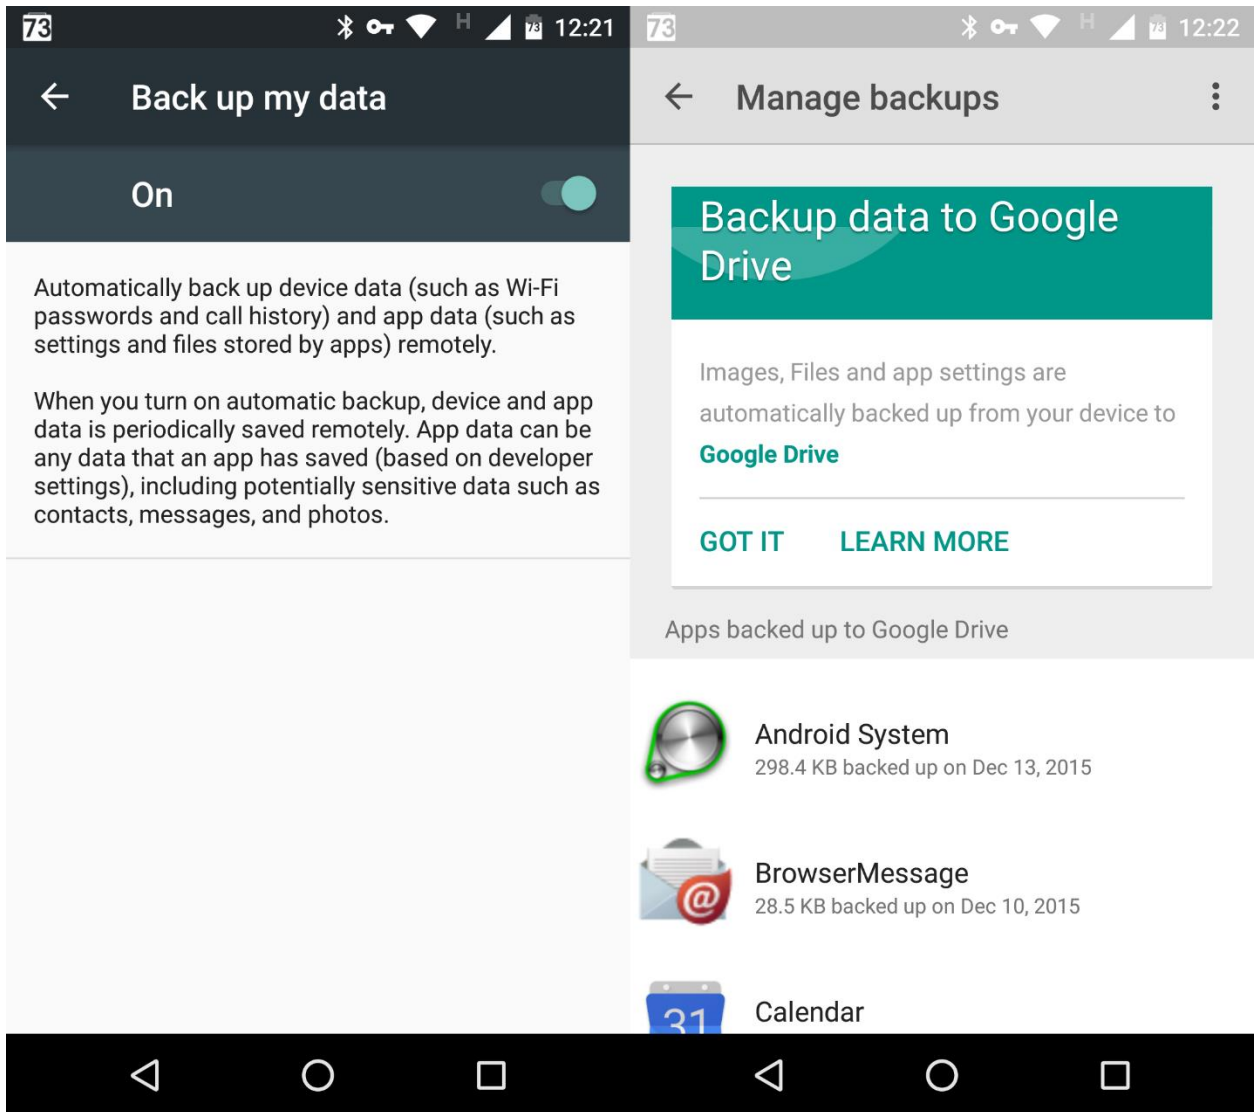 73 H 73 12:21
Back up my data
On
Automatically back up device data (such as Wi-Fi
passwords and call history) and app data (such as
settings and files stored by apps) remotely.
When you turn on automatic backup, device and app
data is periodically saved remotely. App data can be
any data that an app has saved (based on developer
settings), including potentially sensitive data such as
contacts, messages, and photos.
73 H 73 12:22
Manage backups
Backup data to Google
Drive
Images, Files and app settings are
automatically backed up from your device to
Google Drive
GOT IT LEARN MORE
Apps backed up to Google Drive
Android System
298.4 KB backed up on Dec 13, 2015
@
BrowserMessage
28.5 KB backed up on Dec 10, 2015
31
Calendar